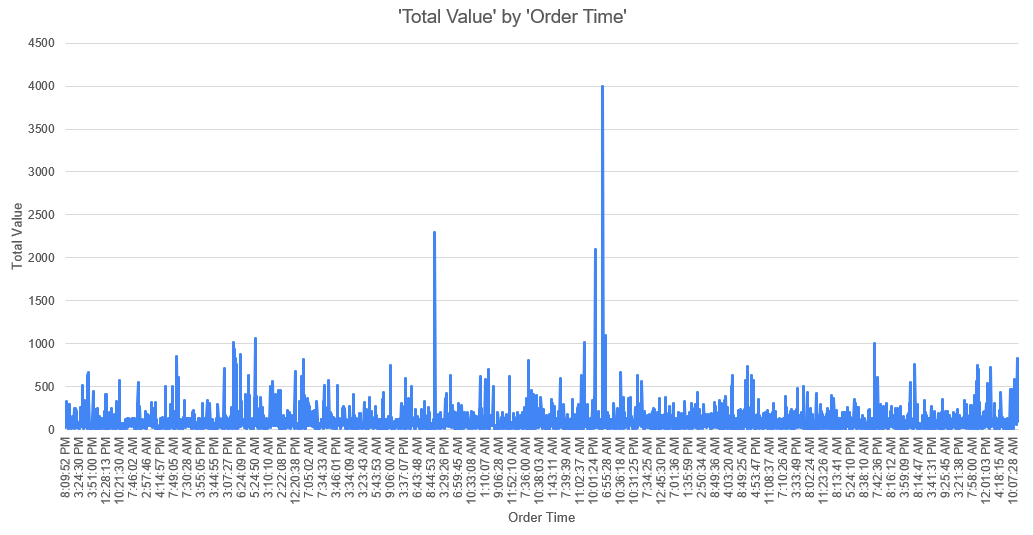 'Total Value' by 'Order Time'
4500
4000
3500
3000
2500
2000
1500
1000
500
0
Total Value
8:09:52 PM
3:24:30 PM
3:51:00 PM
12:28:13 PM
10:21:30 AM
7:46:02 AM
2:57:46 AM
4:14:57 PM
7:49:05 AM
7:30:28 AM
3:55:05 PM
3:44:55 PM
3:07:27 PM
6:24:09 PM
5:24:50 AM
3:10:10 AM
2:22:08 PM
12:20:38 PM
7:05:02 AM
7:34:33 AM
3:46:01 PM
3:34:09 AM
3:23:43 AM
5:43:53 AM
9:06:00 AM
3:37:07 PM
6:43:48 AM
8:44:53 AM
3:29:26 PM
6:59:45 AM
10:33:08 AM
1:10:07 AM
9:06:28 AM
11:52:10 AM
7:36:00 AM
10:38:03 AM
1:43:11 AM
7:39:39 AM
11:02:37 AM
10:01:24 PM
6:55:28 AM
10:36:18 AM
10:31:25 PM
7:34:25 AM
12:45:30 PM
7:01:36 AM
1:35:59 PM
2:50:34 AM
8:49:36 AM
4:03:20 AM
8:49:25 AM
4:53:47 PM
11:08:37 AM
7:10:26 AM
3:33:49 PM
8:02:24 AM
11:23:26 AM
8:13:41 AM
5:24:10 PM
8:38:10 AM
7:42:36 PM
8:16:12 AM
3:59:09 PM
8:14:47 AM
3:41:31 PM
9:25:45 AM
3:21:38 PM
7:58:00 AM
12:01:03 PM
4:18:15 AM
10:07:28 AM
Order Time